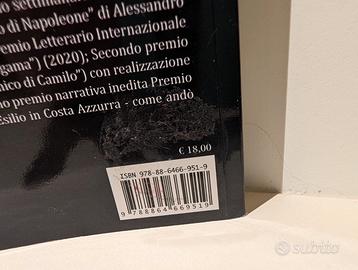 settimana
o di Napoleone" di Alessandro
remio Letterario Internazionale
gama") (2020); Secondo premio
nico di Camilo") con realizzazione
no premio narrativa inedita Premio
Esilio in Costa Azzurra - come andò
€ 18,00
ISBN 978-88-6466-951-9
9 788864 669519
subito